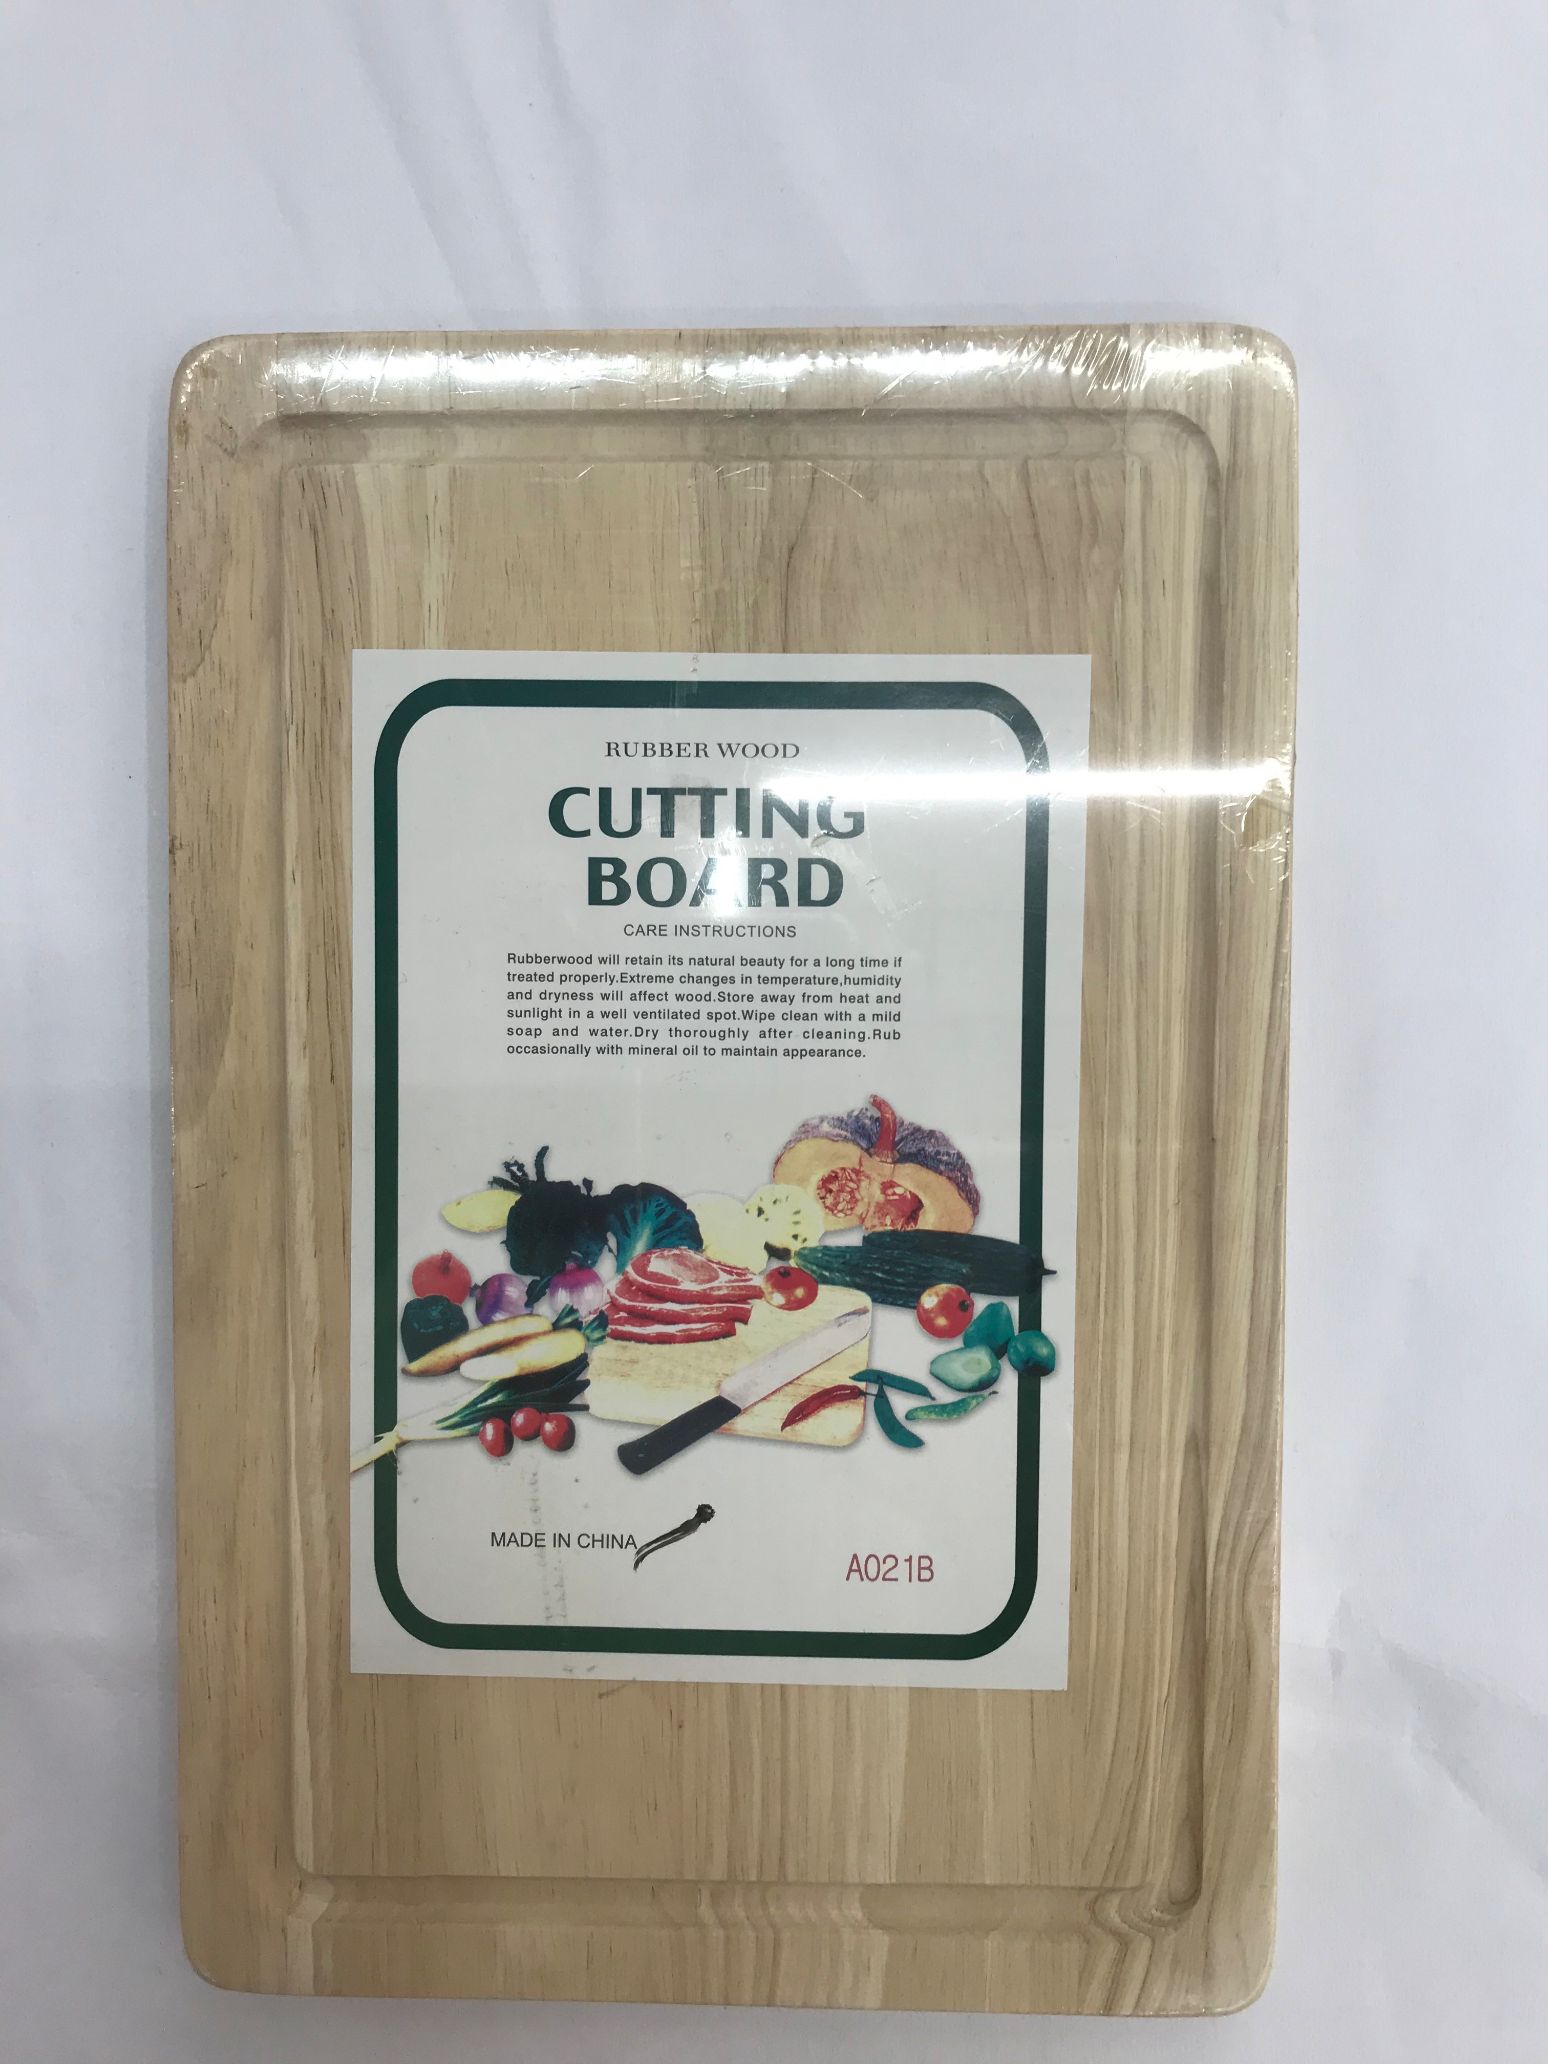 RUBBER WOOD
CUTTING
BOARD
CARE INSTRUCTIONS
Rubberwood will retain its natural beauty for a long time if
treated properly.Extreme changes in temperature,humidity
and dryness will affect wood.Store away from heat and
sunlight in a well ventilated spot.Wipe clean with a mild
soap and water.Dry thoroughly after cleaning.Rub
occasionally with mineral oil to maintain appearance.
MADE IN CHINA
A021B